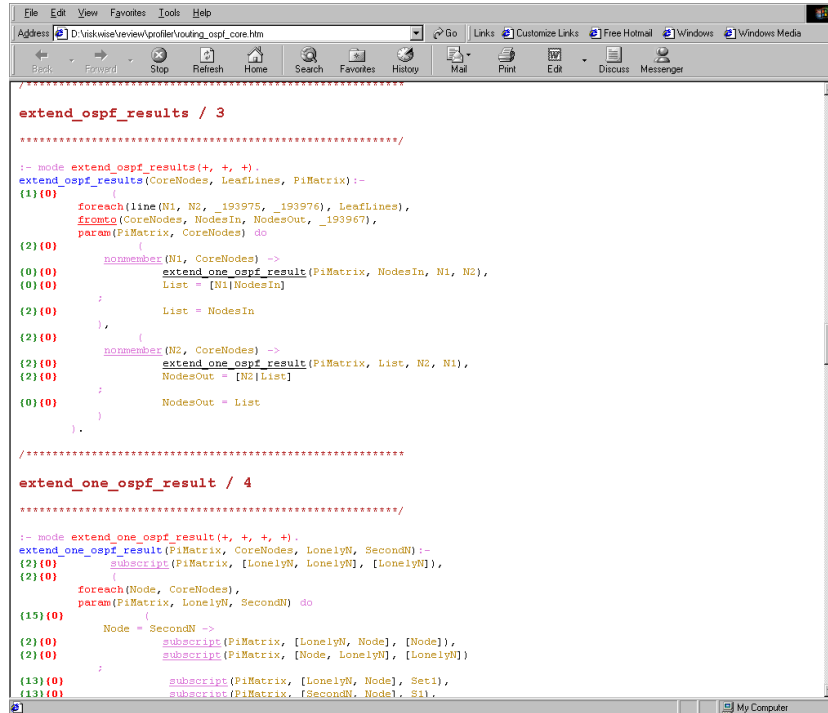 File Edit View Favorites Tools Help
Address D:\riskwise\review\profiler\routing_ospf_core.htm Go Links Customize Links Free Hotmail Windows Windows Media
Back Forward Stop Refresh Home Search Favorites History Mail Print Edit Discuss Messenger
/**********************************************************
extend_ospf_results / 3
**********************************************************/
:- mode extend_ospf_results(+, +, +).
extend_ospf_results(CoreNodes, LeafLines, PiMatrix):-
{1}{0} (
foreach(line(N1, N2, _193975, _193976), LeafLines),
fromto(CoreNodes, NodesIn, NodesOut, _193967),
param(PiMatrix, CoreNodes) do
{2}{0} (
nonmember(N1, CoreNodes) ->
{0}{0} extend_one_ospf_result(PiMatrix, NodesIn, N1, N2),
{0}{0} List = [N1|NodesIn]
;
{2}{0} List = NodesIn
),
{2}{0} (
nonmember(N2, CoreNodes) ->
{2}{0} extend_one_ospf_result(PiMatrix, List, N2, N1),
{2}{0} NodesOut = [N2|List]
;
{0}{0} NodesOut = List
)
).
/**********************************************************
extend_one_ospf_result / 4
**********************************************************/
:- mode extend_one_ospf_result(+, +, +, +).
extend_one_ospf_result(PiMatrix, CoreNodes, LonelyN, SecondN):-
{2}{0} subscript(PiMatrix, [LonelyN, LonelyN], [LonelyN]),
{2}{0} (
foreach(Node, CoreNodes),
param(PiMatrix, LonelyN, SecondN) do
{15}{0} (
Node = SecondN ->
{2}{0} subscript(PiMatrix, [LonelyN, Node], [Node]),
{2}{0} subscript(PiMatrix, [Node, LonelyN], [LonelyN])
;
{13}{0} subscript(PiMatrix, [LonelyN, Node], Set1),
{13}{0} subscript(PiMatrix, [SecondN, Node], S1),
My Computer